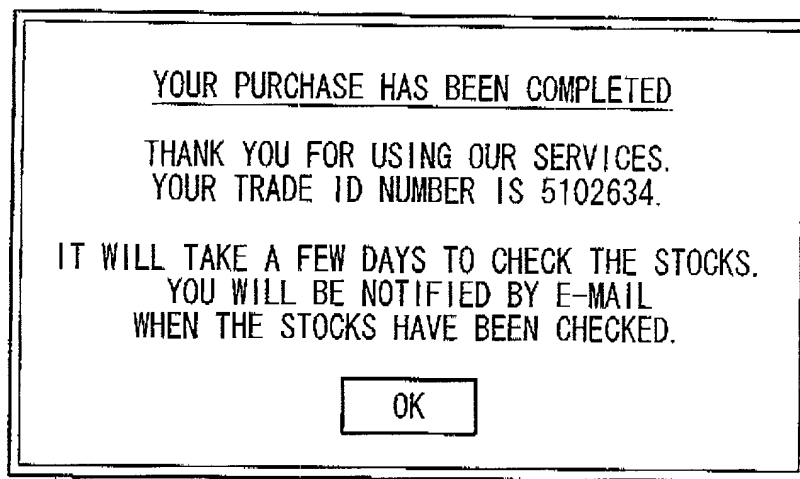 YOUR PURCHASE HAS BEEN COMPLETED
THANK YOU FOR USING OUR SERVICES.
YOUR TRADE ID NUMBER IS 5102634.
IT WILL TAKE A FEW DAYS TO CHECK THE STOCKS.
YOU WILL BE NOTIFIED BY E-MAIL
WHEN THE STOCKS HAVE BEEN CHECKED.
OK